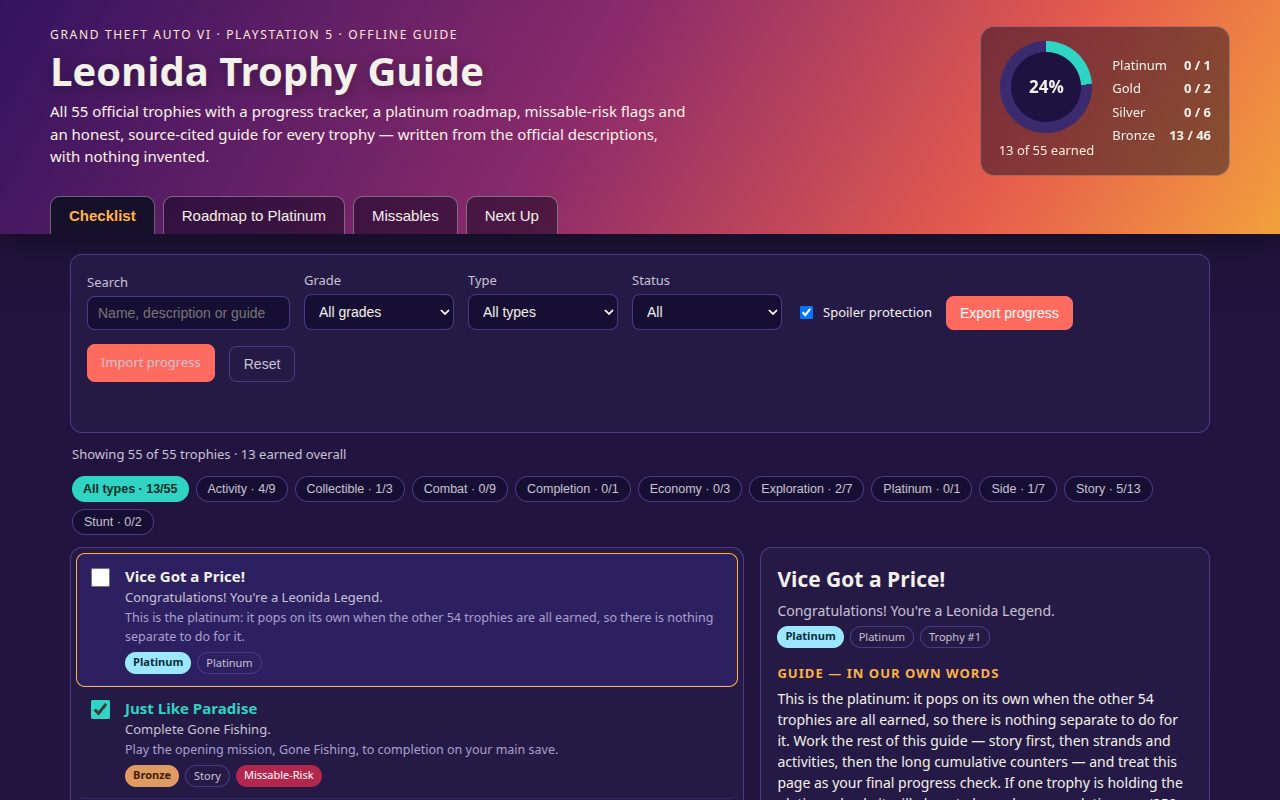 GRAND THEFT AUTO VI · PLAYSTATION 5 · OFFLINE GUIDE
Leonida Trophy Guide
All 55 official trophies with a progress tracker, a platinum roadmap, missable-risk flags and
an honest, source-cited guide for every trophy — written from the official descriptions,
with nothing invented.
24%
13 of 55 earned
Platinum 0 / 1
Gold 0 / 2
Silver 0 / 6
Bronze 13 / 46
Checklist
Roadmap to Platinum
Missables
Next Up
Search
Name, description or guide
Grade
All grades
Type
All types
Status
All
Spoiler protection
Export progress
Import progress
Reset
Showing 55 of 55 trophies · 13 earned overall
All types · 13/55
Activity · 4/9
Collectible · 1/3
Combat · 0/9
Completion · 0/1
Economy · 0/3
Exploration · 2/7
Platinum · 0/1
Side · 1/7
Story · 5/13
Stunt · 0/2
Vice Got a Price!
Congratulations! You're a Leonida Legend.
This is the platinum: it pops on its own when the other 54 trophies are all earned, so there is nothing
separate to do for it.
Platinum
Platinum
Just Like Paradise
Complete Gone Fishing.
Play the opening mission, Gone Fishing, to completion on your main save.
Bronze
Story
Missable-Risk
Vice Got a Price!
Congratulations! You're a Leonida Legend.
Platinum
Platinum
Trophy #1
GUIDE — IN OUR OWN WORDS
This is the platinum: it pops on its own when the other 54
trophies are all earned, so there is nothing separate to do for
it. Work the rest of this guide — story first, then strands and
activities, then the long cumulative counters — and treat this
page as your final progress check. If one trophy is holding the